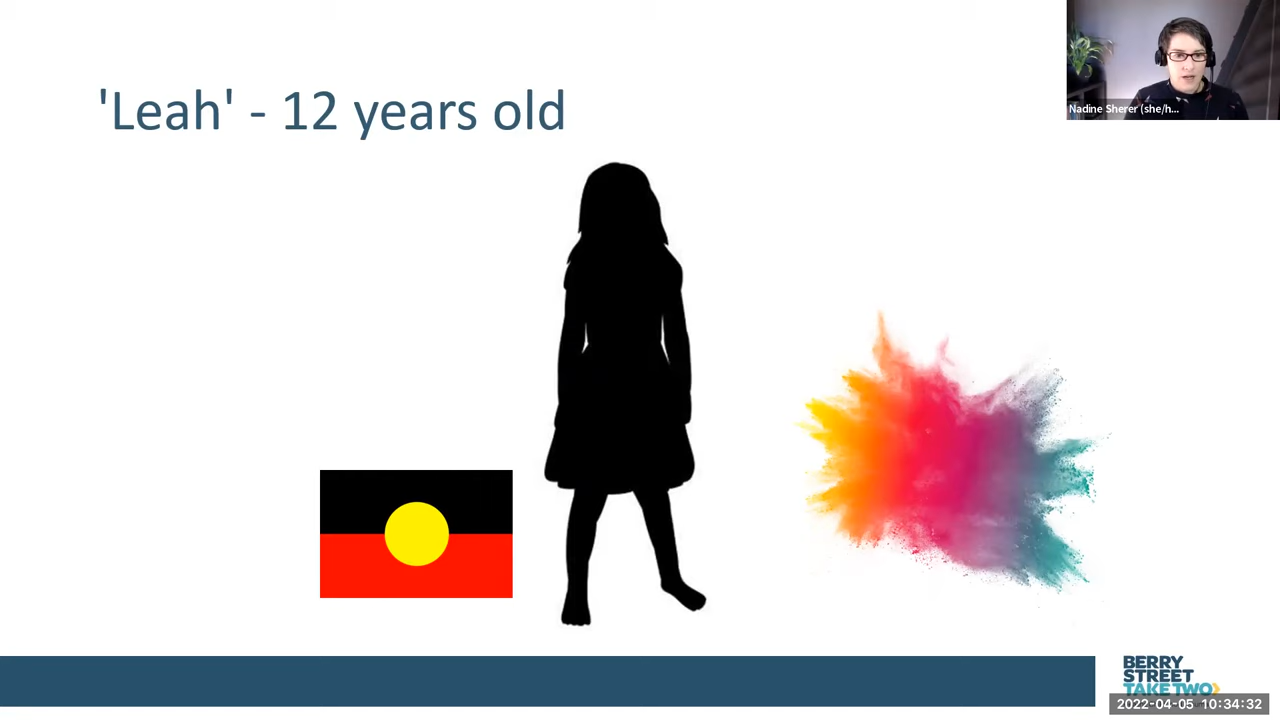 'Leah' - 12 years old
Nadine Sherer (she/h...
BERRY
STREET
TAKE TWO
2022-04-05 10:34:32